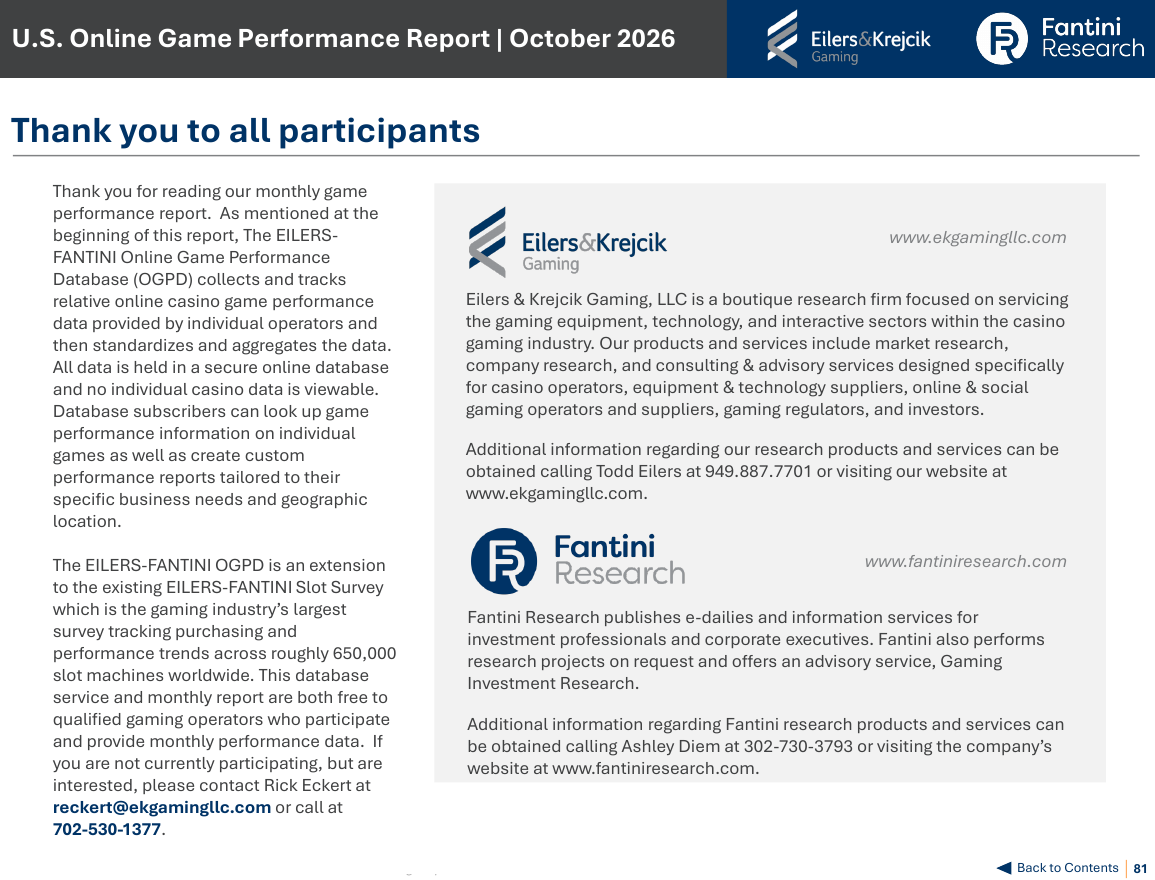 U.S. Online Game Performance Report | October 2026
Eilers&Krejcik
Gaming
Fantini
Research
Thank you to all participants
Thank you for reading our monthly game
performance report.  As mentioned at the
beginning of this report, The EILERS-
FANTINI Online Game Performance
Database (OGPD) collects and tracks
relative online casino game performance
data provided by individual operators and
then standardizes and aggregates the data.
All data is held in a secure online database
and no individual casino data is viewable.
Database subscribers can look up game
performance information on individual
games as well as create custom
performance reports tailored to their
specific business needs and geographic
location.
The EILERS-FANTINI OGPD is an extension
to the existing EILERS-FANTINI Slot Survey
which is the gaming industry’s largest
survey tracking purchasing and
performance trends across roughly 650,000
slot machines worldwide. This database
service and monthly report are both free to
qualified gaming operators who participate
and provide monthly performance data.  If
you are not currently participating, but are
interested, please contact Rick Eckert at
reckert@ekgamingllc.com or call at
702-530-1377.
Eilers&Krejcik
Gaming
www.ekgamingllc.com
Eilers & Krejcik Gaming, LLC is a boutique research firm focused on servicing
the gaming equipment, technology, and interactive sectors within the casino
gaming industry. Our products and services include market research,
company research, and consulting & advisory services designed specifically
for casino operators, equipment & technology suppliers, online & social
gaming operators and suppliers, gaming regulators, and investors.
Additional information regarding our research products and services can be
obtained calling Todd Eilers at 949.887.7701 or visiting our website at
www.ekgamingllc.com.
Fantini
Research
www.fantiniresearch.com
Fantini Research publishes e-dailies and information services for
investment professionals and corporate executives. Fantini also performs
research projects on request and offers an advisory service, Gaming
Investment Research.
Additional information regarding Fantini research products and services can
be obtained calling Ashley Diem at 302-730-3793 or visiting the company’s
website at www.fantiniresearch.com.
Back to Contents
81